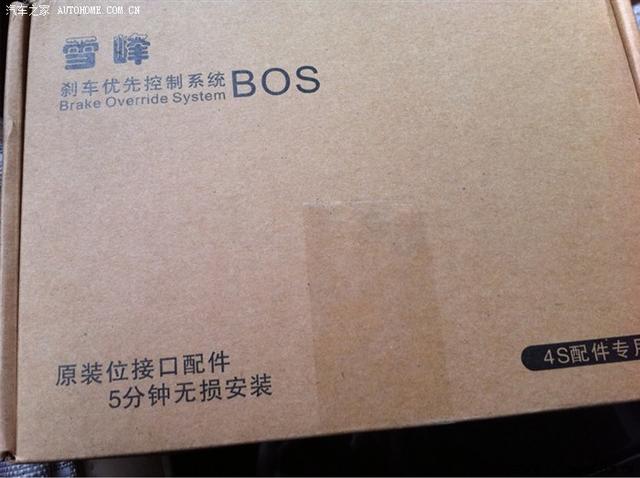 汽车之家 AUTOHOME.COM.CN
雪峰
刹车优先控制系统 BOS
Brake Override System
原装位接口配件
5分钟无损安装
4S配件专用